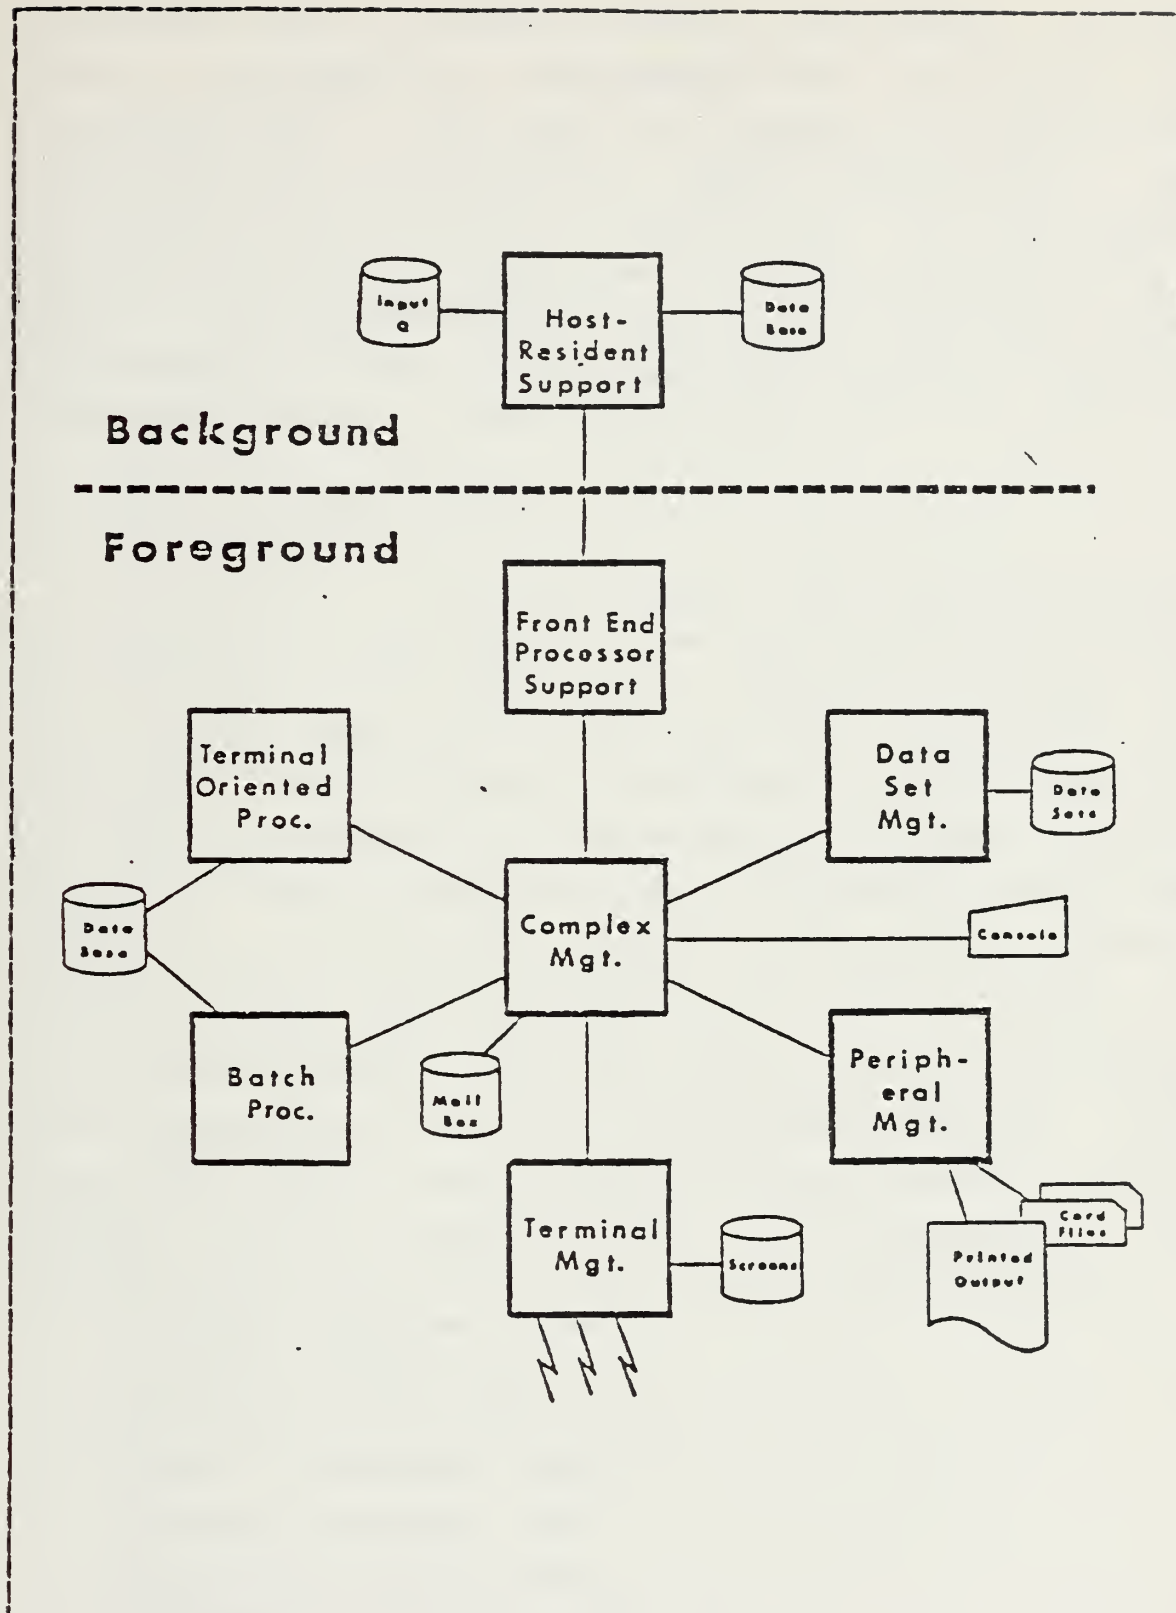 Input
Q
Host-
Resident
Support
Data
Base
Background
Foreground
Front End
Processor
Support
Terminal
Oriented
Proc.
Data
Set
Mgt.
Data
Sets
Data
Base
Complex
Mgt.
Console
Batch
Proc.
Mail
Box
Periph-
eral
Mgt.
Terminal
Mgt.
Screens
Card
Files
Printed
Output